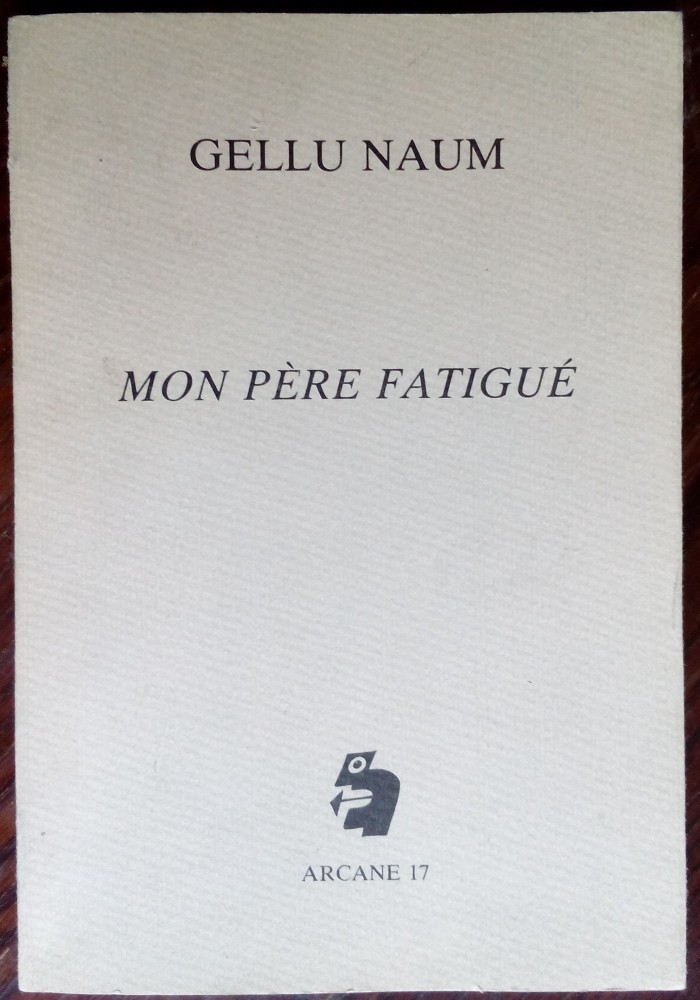 GELLU NAUM
MON PÈRE FATIGUÉ
ARCANE 17